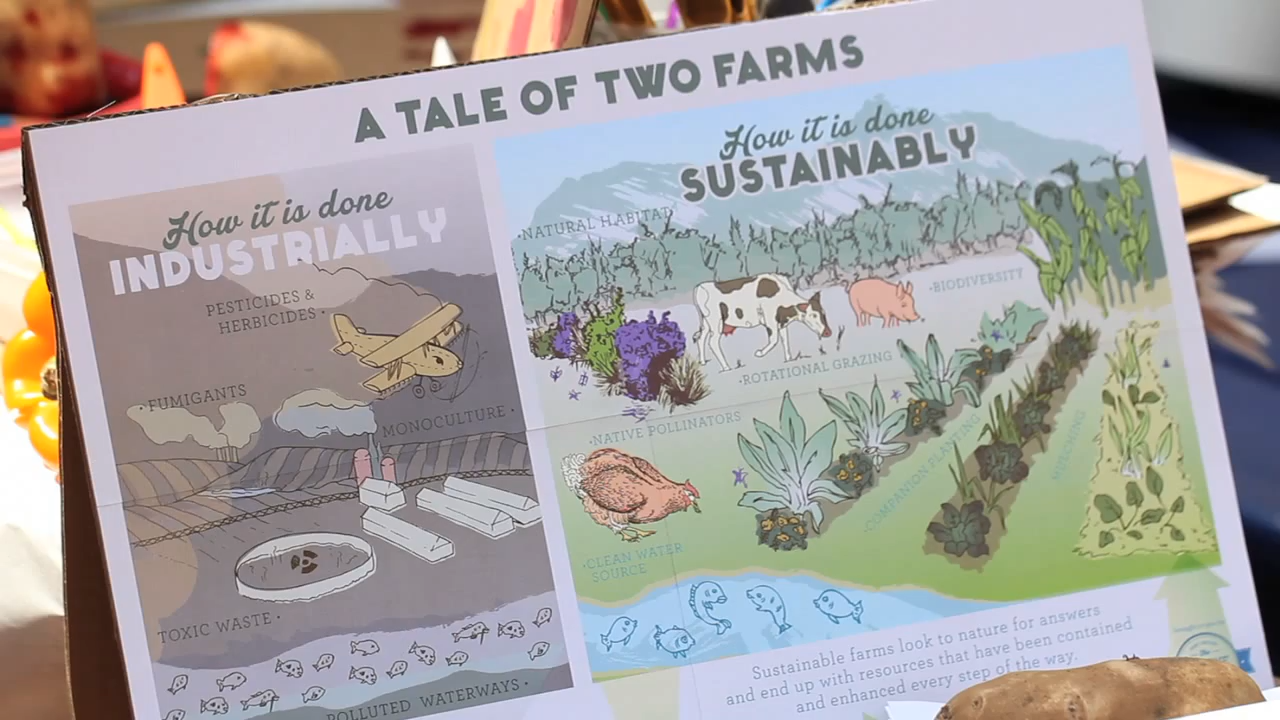 A TALE OF TWO FARMS
How it is done
INDUSTRIALLY
PESTICIDES &
HERBICIDES •
• FUMIGANTS
MONOCULTURE •
TOXIC WASTE •
POLLUTED WATERWAYS •
How it is done
SUSTAINABLY
• NATURAL HABITAT
• BIODIVERSITY
• ROTATIONAL GRAZING
• NATIVE POLLINATORS
• COMPANION PLANTING
MULCHING
• CLEAN WATER
SOURCE
Sustainable farms look to nature for answers
and end up with resources that have been contained
and enhanced every step of the way.